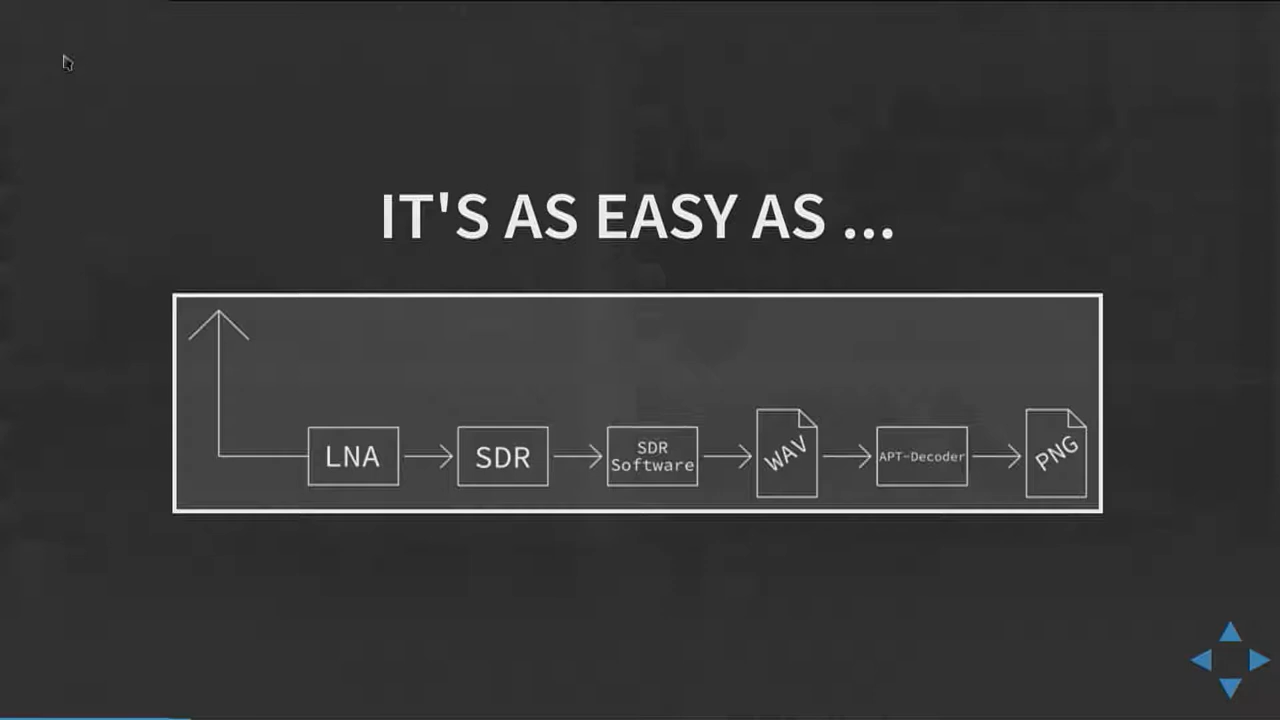 IT'S AS EASY AS ...
LNA
SDR
SDR
Software
WAV
APT-Decoder
PNG